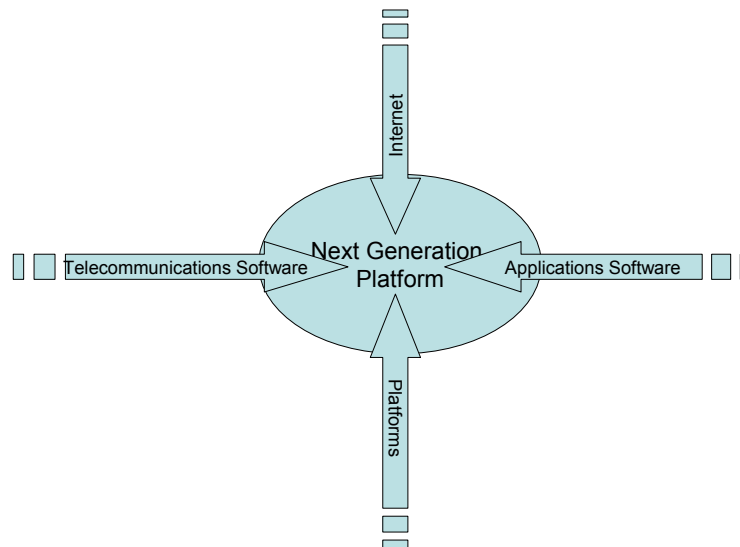 Internet
Next Generation
Platform
Telecommunications Software
Applications Software
Platforms